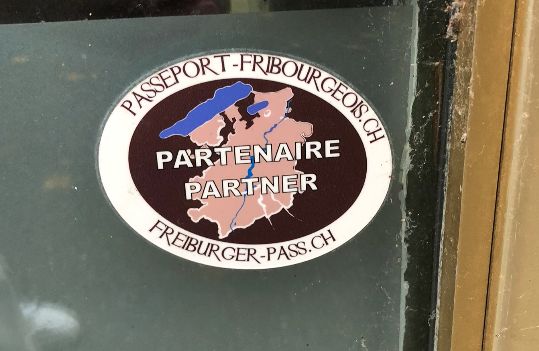 PASSEPORT-FRIBOURGEOIS.CH
PARTENAIRE
PARTNER
FREIBURGER-PASS.CH